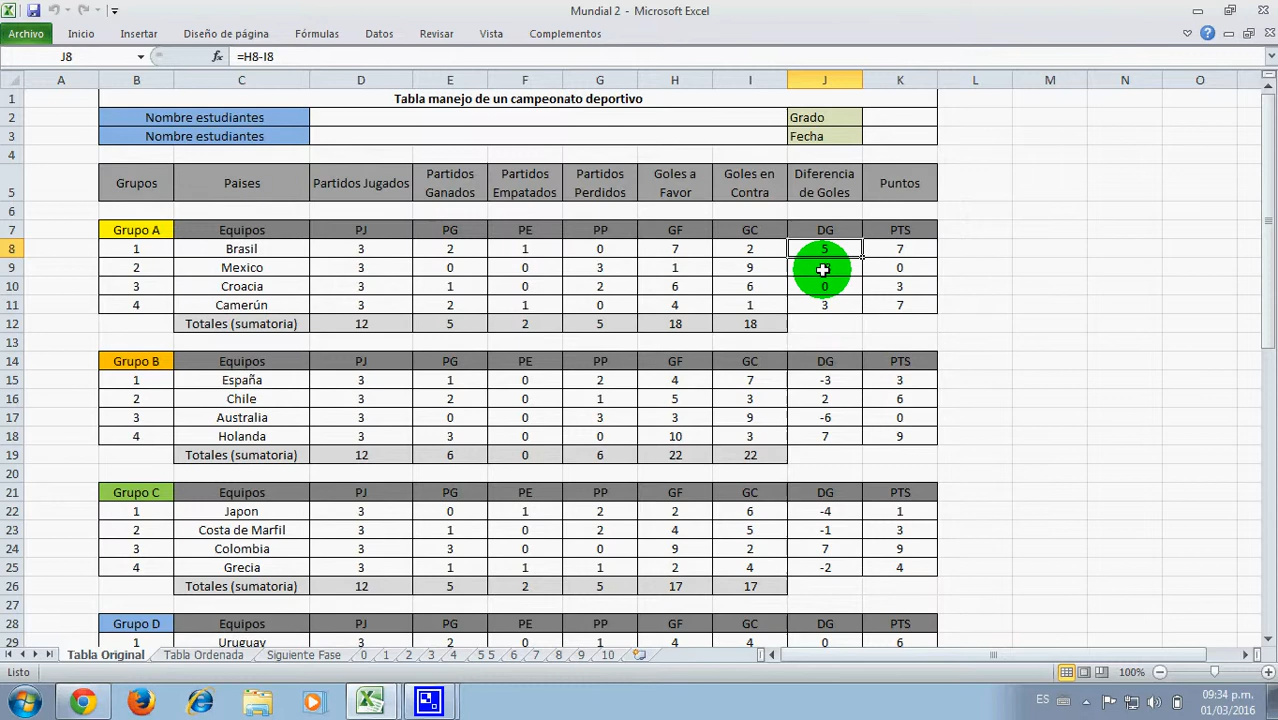 Mundial 2 - Microsoft Excel
Archivo Inicio Insertar Diseño de página Fórmulas Datos Revisar Vista Complementos
J8 fx =H8-I8
A B C D E F G H I J K L M N O
1 Tabla manejo de un campeonato deportivo
2 Nombre estudiantes Grado
3 Nombre estudiantes Fecha
4
5 Grupos Paises Partidos Jugados Partidos Ganados Partidos Empatados Partidos Perdidos Goles a Favor Goles en Contra Diferencia de Goles Puntos
6
7 Grupo A Equipos PJ PG PE PP GF GC DG PTS
8 1 Brasil 3 2 1 0 7 2 5 7
9 2 Mexico 3 0 0 3 1 9 0
10 3 Croacia 3 1 0 2 6 6 0 3
11 4 Camerún 3 2 1 0 4 1 3 7
12 Totales (sumatoria) 12 5 2 5 18 18
13
14 Grupo B Equipos PJ PG PE PP GF GC DG PTS
15 1 España 3 1 0 2 4 7 -3 3
16 2 Chile 3 2 0 1 5 3 2 6
17 3 Australia 3 0 0 3 3 9 -6 0
18 4 Holanda 3 3 0 0 10 3 7 9
19 Totales (sumatoria) 12 6 0 6 22 22
20
21 Grupo C Equipos PJ PG PE PP GF GC DG PTS
22 1 Japon 3 0 1 2 2 6 -4 1
23 2 Costa de Marfil 3 1 0 2 4 5 -1 3
24 3 Colombia 3 3 0 0 9 2 7 9
25 4 Grecia 3 1 1 1 2 4 -2 4
26 Totales (sumatoria) 12 5 2 5 17 17
27
28 Grupo D Equipos PJ PG PE PP GF GC DG PTS
29 1 Uruguay 3 2 0 1 4 4 0 6
Tabla Original Tabla Ordenada Siguiente Fase 0 1 2 3 4 5 5 6 7 8 9 10
Listo 100%
ES 09:34 p.m.
01/03/2016